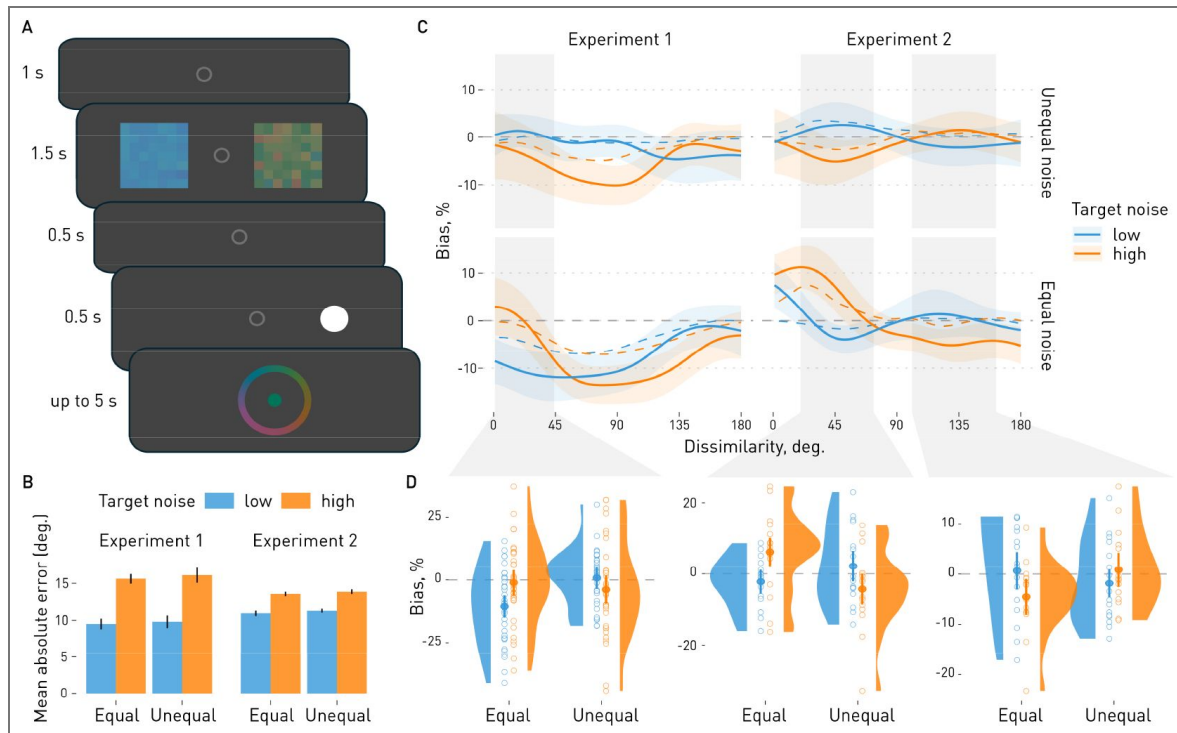 A
1 s
1.5 s
0.5 s
0.5 s
up to 5 s
B
Target noise low high
Experiment 1 Experiment 2
Mean absolute error (deg.)
15
10
5
0
Equal Unequal Equal Unequal
C
Experiment 1 Experiment 2
Bias, %
10
0
-10
Unequal noise
10
0
-10
Equal noise
0 45 90 135 180 0 45 90 135 180
Dissimilarity, deg.
Target noise
low
high
D
Bias, %
25
0
-25
Equal Unequal
20
0
-20
Equal Unequal
10
0
-10
-20
Equal Unequal